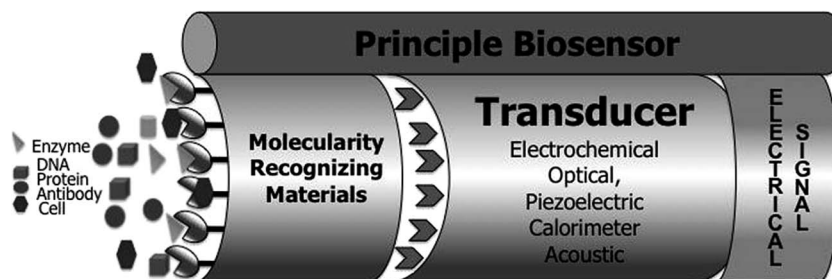 Principle Biosensor
Enzyme
DNA
Protein
Antibody
Cell
Molecularity
Recognizing
Materials
Transducer
Electrochemical
Optical,
Piezoelectric
Calorimeter
Acoustic
ELECTRICAL
SIGNAL